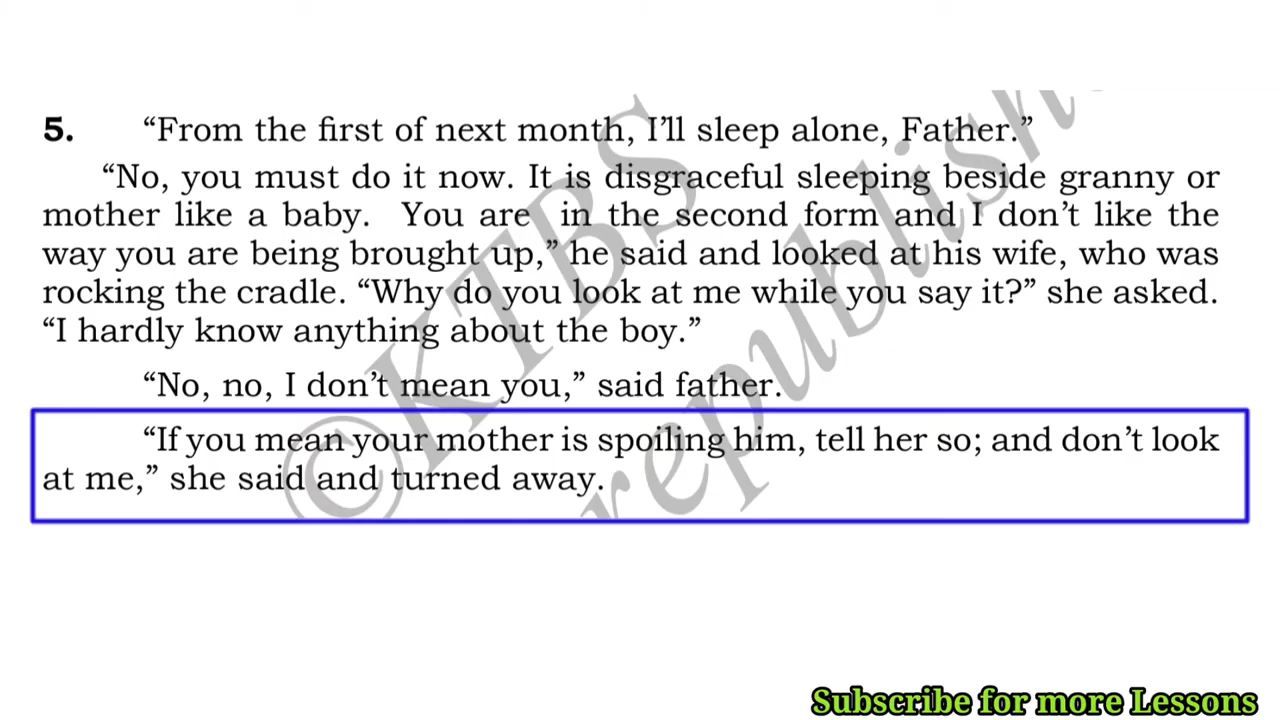 5. “From the first of next month, I’ll sleep alone, Father.”
“No, you must do it now. It is disgraceful sleeping beside granny or
mother like a baby. You are in the second form and I don’t like the
way you are being brought up,” he said and looked at his wife, who was
rocking the cradle. “Why do you look at me while you say it?” she asked.
“I hardly know anything about the boy.”
“No, no, I don’t mean you,” said father.
“If you mean your mother is spoiling him, tell her so; and don’t look
at me,” she said and turned away.
©KTBS
republish
Subscribe for more Lessons